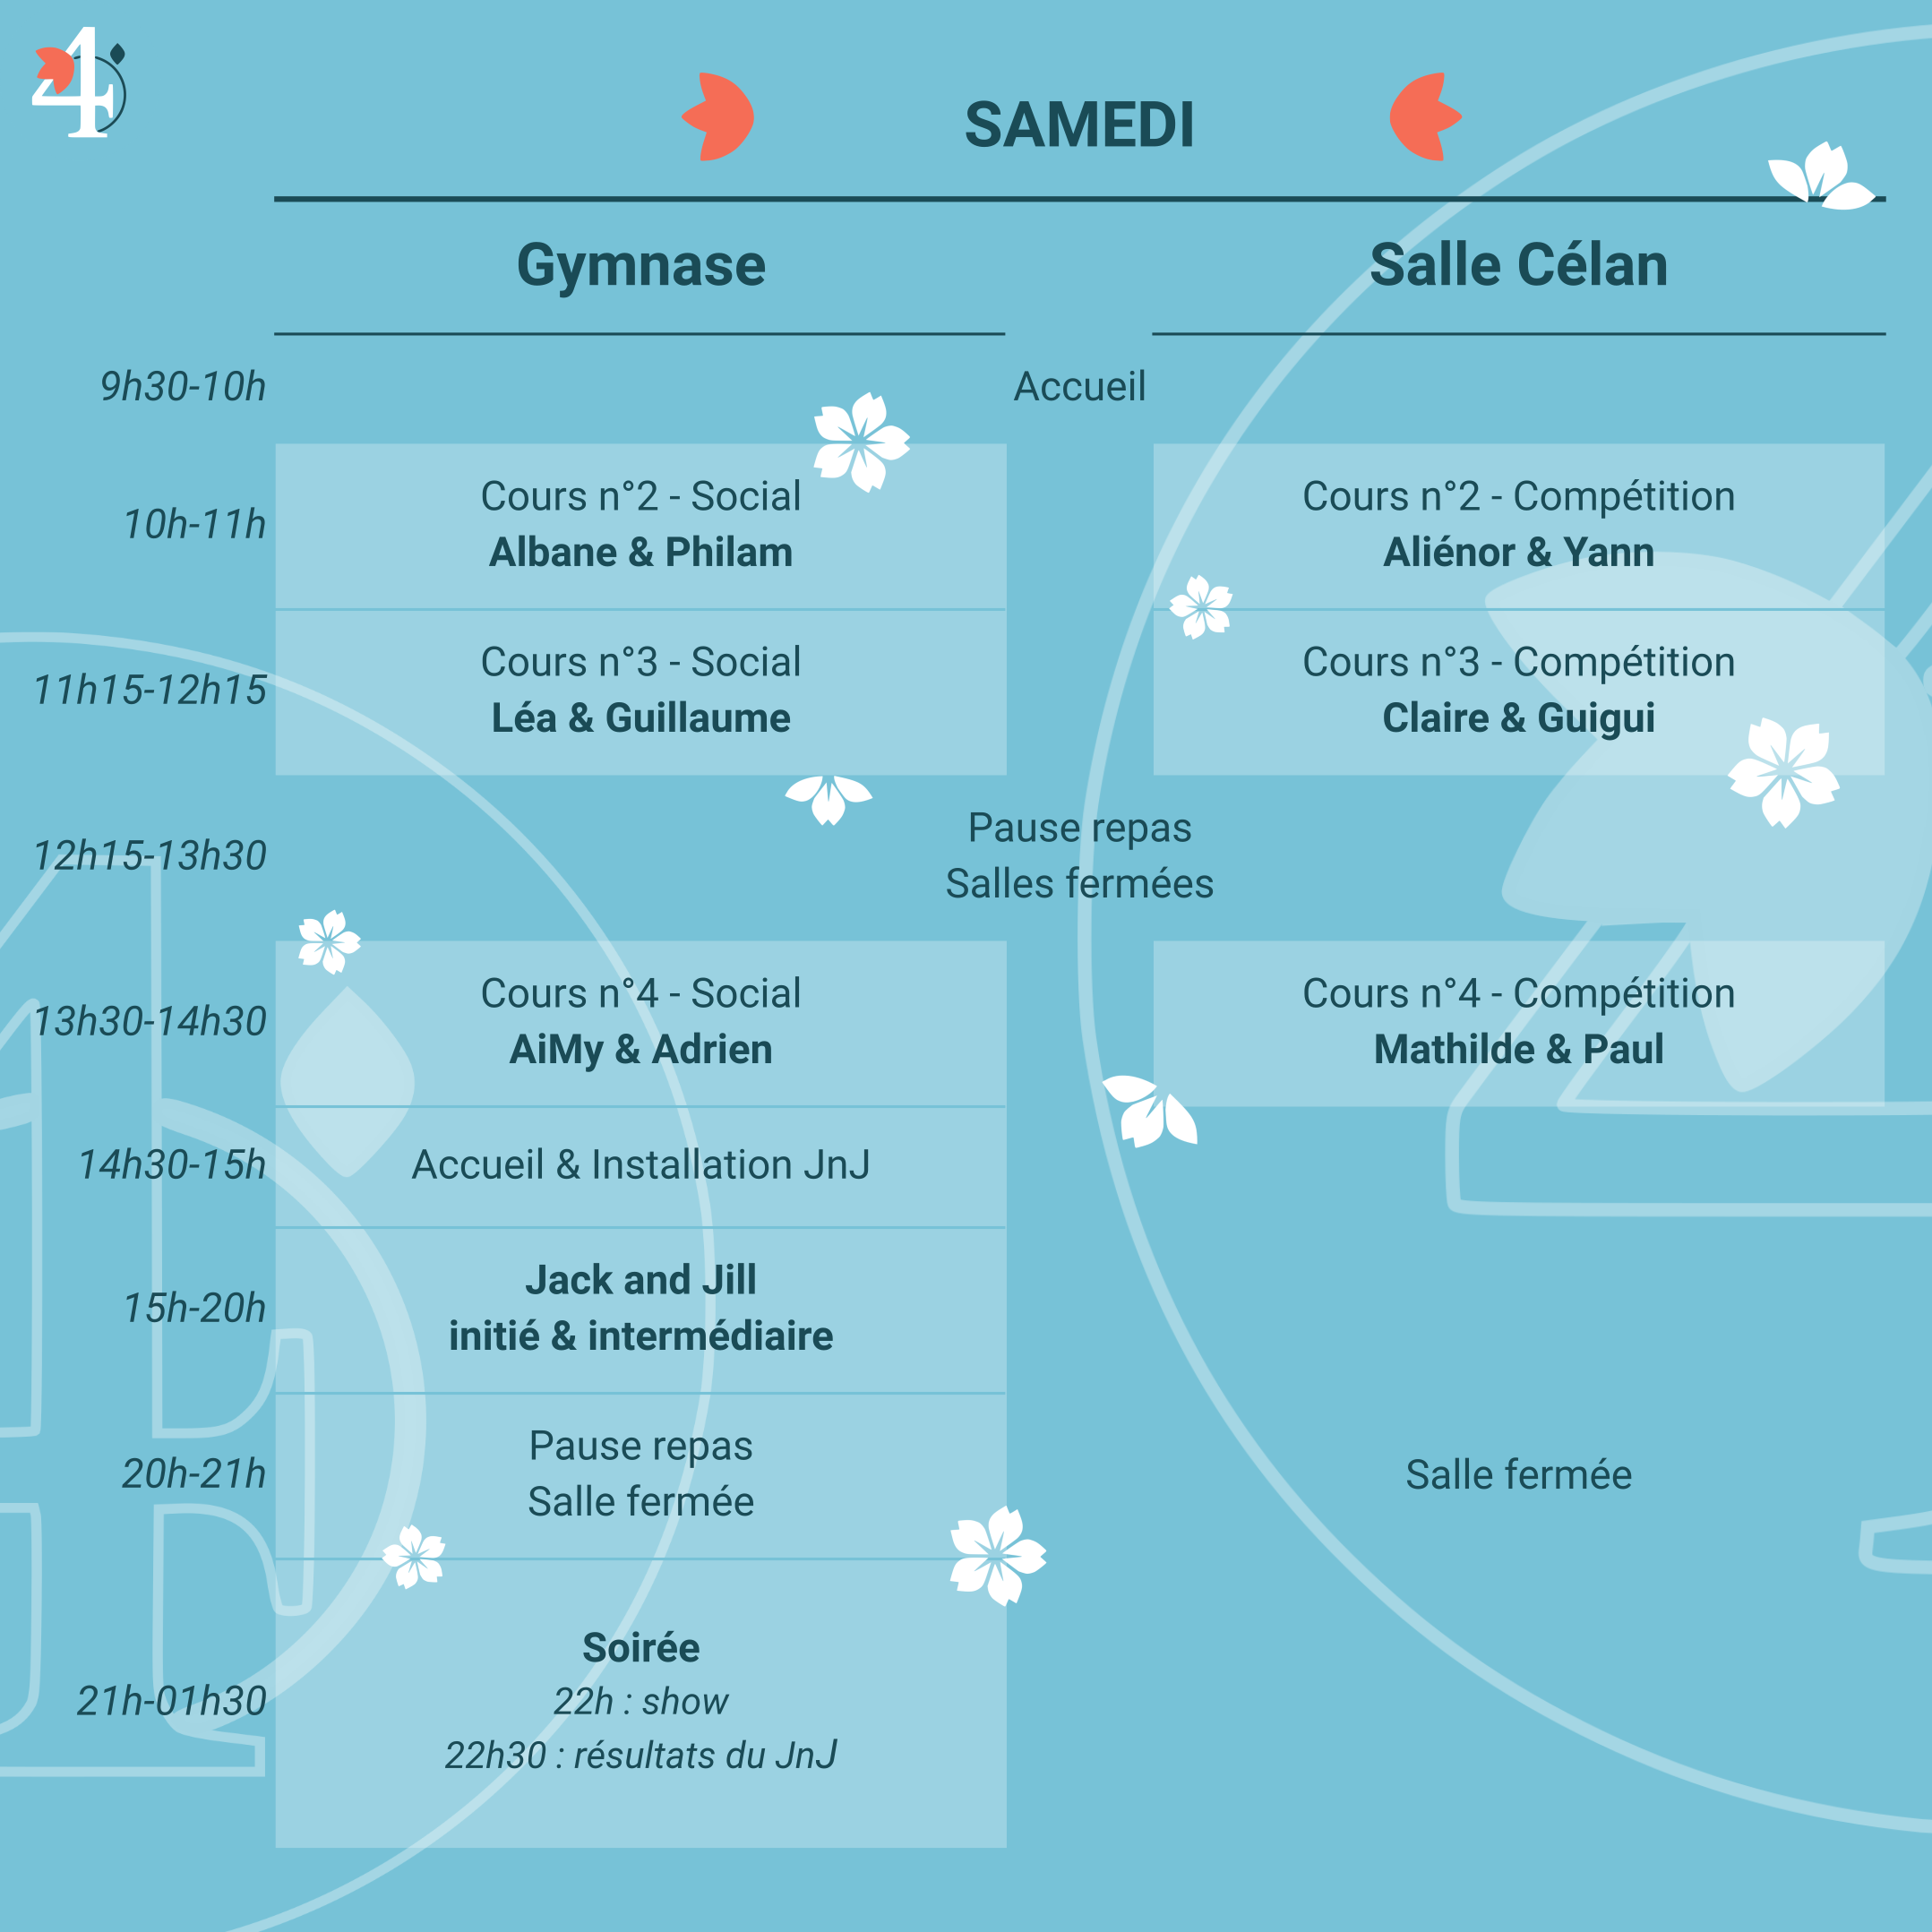 4
SAMEDI
Gymnase
Salle Célan
9h30-10h
Accueil
10h-11h
Cours n°2 - Social
Albane & Philam
Cours n°2 - Compétition
Aliénor & Yann
11h15-12h15
Cours n°3 - Social
Léa & Guillaume
Cours n°3 - Compétition
Claire & Guigui
12h15-13h30
Pause repas
Salles fermées
13h30-14h30
Cours n°4 - Social
AiMy & Adrien
Cours n°4 - Compétition
Mathilde & Paul
14h30-15h
Accueil & Installation JnJ
15h-20h
Jack and Jill
initié & intermédiaire
20h-21h
Pause repas
Salle fermée
Salle fermée
21h-01h30
Soirée
22h : show
22h30 : résultats du JnJ